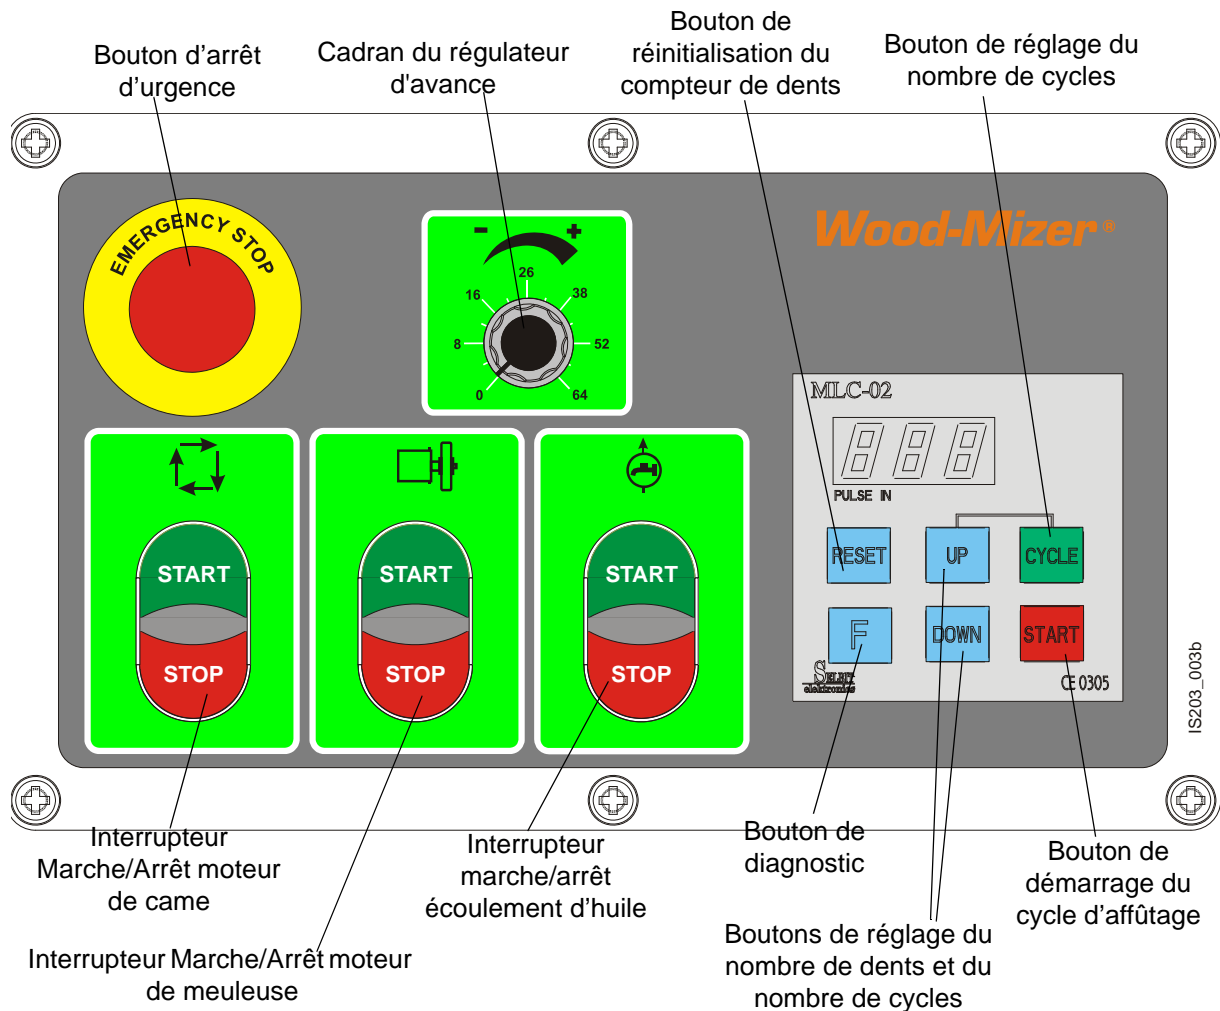 Bouton d'arrêt
d'urgence
Cadran du régulateur
d'avance
Bouton de
réinitialisation du
compteur de dents
Bouton de réglage du
nombre de cycles
EMERGENCY STOP
- +
0
8
16
26
38
52
64
Wood-Mizer®
MLC-02
888
PULSE IN
RESET
UP
CYCLE
F
DOWN
START
SELBIT
elektronics
CE 0305
START
STOP
START
STOP
START
STOP
IS203_003b
Interrupteur
Marche/Arrêt moteur
de came
Interrupteur Marche/Arrêt moteur
de meuleuse
Interrupteur
marche/arrêt
écoulement d'huile
Bouton de
diagnostic
Boutons de réglage du
nombre de dents et du
nombre de cycles
Bouton de
démarrage du
cycle d'affûtage